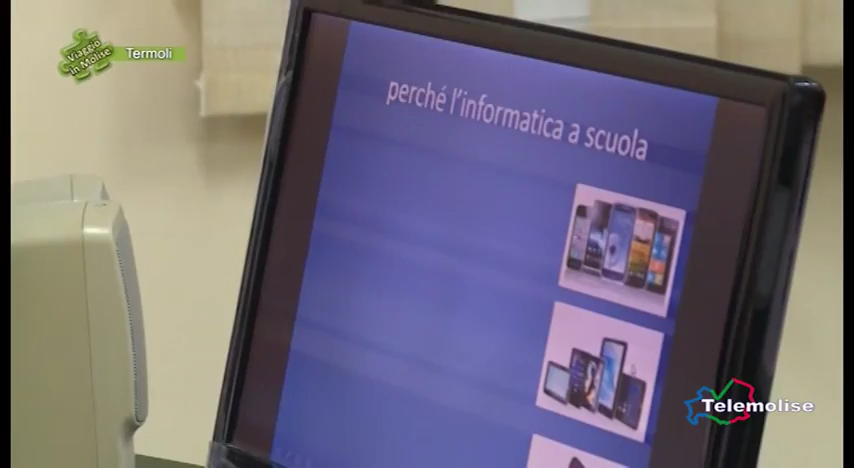 Viaggio
in Molise
Termoli
perché l'informatica a scuola
Telemolise